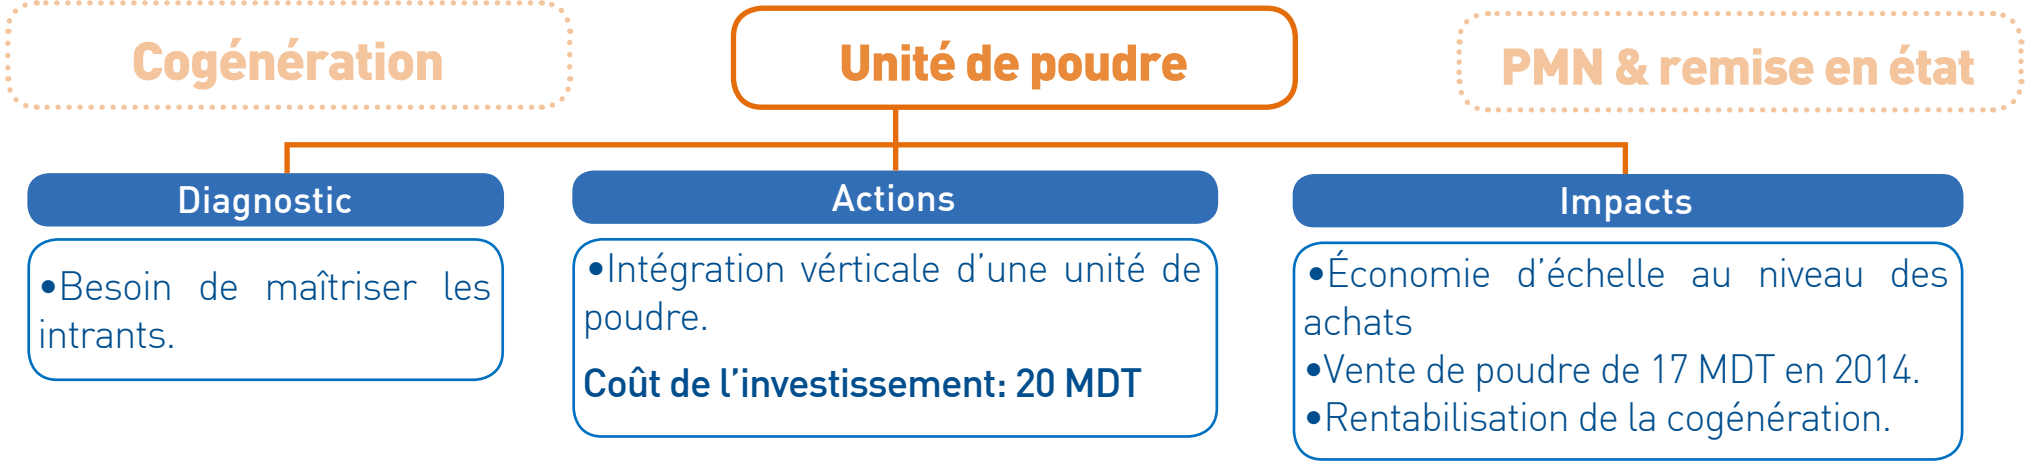 Cogénération
Unité de poudre
PMN & remise en état
Diagnostic
•Besoin de maîtriser les
intrants.
Actions
•Intégration vérticale d’une unité de
poudre.
Coût de l’investissement: 20 MDT
Impacts
•Économie d’échelle au niveau des
achats
•Vente de poudre de 17 MDT en 2014.
•Rentabilisation de la cogénération.